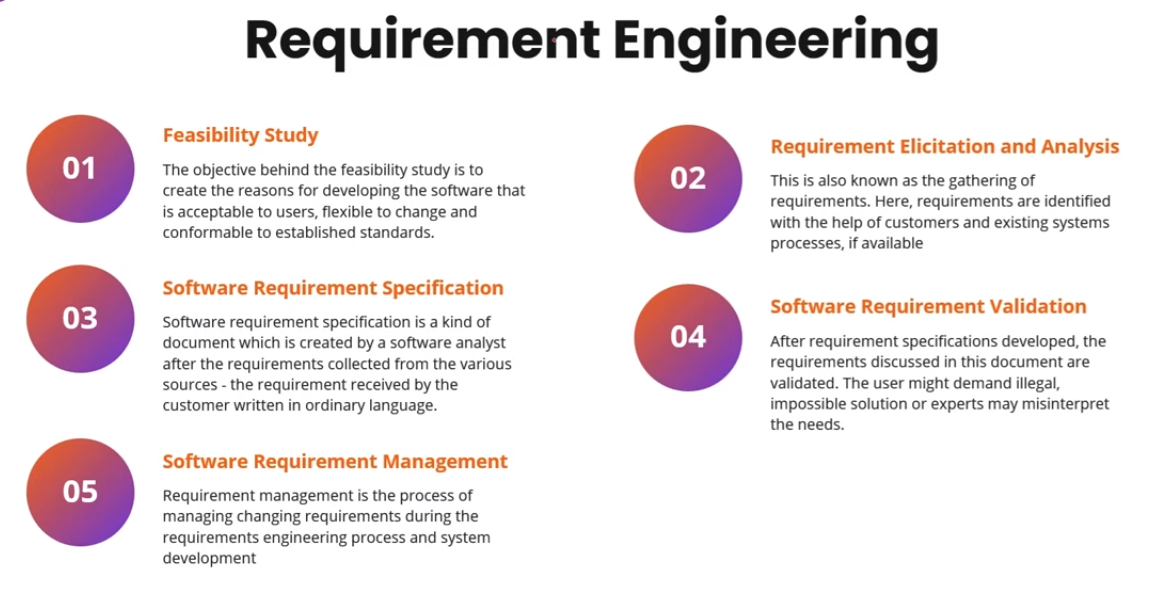 Requirement Engineering
01
Feasibility Study
The objective behind the feasibility study is to
create the reasons for developing the software that
is acceptable to users, flexible to change and
conformable to established standards.
02
Requirement Elicitation and Analysis
This is also known as the gathering of
requirements. Here, requirements are identified
with the help of customers and existing systems
processes, if available
03
Software Requirement Specification
Software requirement specification is a kind of
document which is created by a software analyst
after the requirements collected from the various
sources - the requirement received by the
customer written in ordinary language.
04
Software Requirement Validation
After requirement specifications developed, the
requirements discussed in this document are
validated. The user might demand illegal,
impossible solution or experts may misinterpret
the needs.
05
Software Requirement Management
Requirement management is the process of
managing changing requirements during the
requirements engineering process and system
development